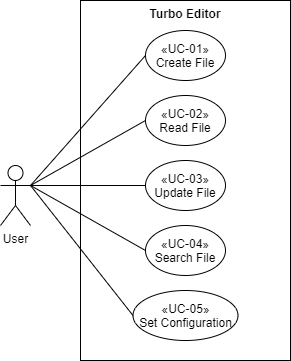 Turbo Editor
«UC-01»
Create File
«UC-02»
Read File
«UC-03»
Update File
User
«UC-04»
Search File
«UC-05»
Set Configuration